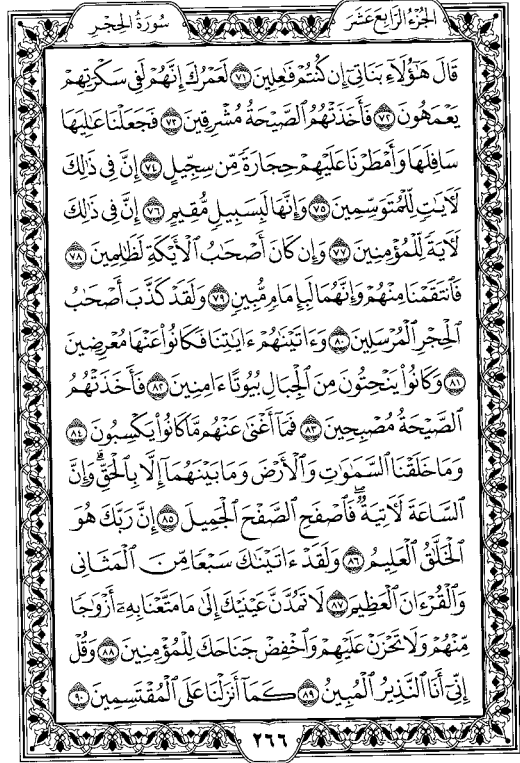 الجزء الرابع عشر
سورة الحجر
قَالَ هَٰٓؤُلَآءِ بَنَاتِىٓ إِن كُنتُمْ فَٰعِلِينَ ٧١ لَعَمْرُكَ إِنَّهُمْ لَفِى سَكْرَتِهِمْ
يَعْمَهُونَ ٧٢ فَأَخَذَتْهُمُ ٱلصَّيْحَةُ مُشْرِقِينَ ٧٣ فَجَعَلْنَا عَٰلِيَهَا
سَافِلَهَا وَأَمْطَرْنَا عَلَيْهِمْ حِجَارَةً مِّن سِجِّيلٍ ٧٤ إِنَّ فِى ذَٰلِكَ
لَأٓيَٰتٍ لِّلْمُتَوَسِّمِينَ ٧٥ وَإِنَّهَا لَبِسَبِيلٍ مُّقِيمٍ ٧٦ إِنَّ فِى ذَٰلِكَ
لَأٓيَةً لِّلْمُؤْمِنِينَ ٧٧ وَإِن كَانَ أَصْحَٰبُ ٱلْأَيْكَةِ لَظَٰلِمِينَ ٧٨
فَٱنتَقَمْنَا مِنْهُمْ وَإِنَّهُمَا لَبِإِمَامٍ مُّبِينٍ ٧٩ وَلَقَدْ كَذَّبَ أَصْحَٰبُ
ٱلْحِجْرِ ٱلْمُرْسَلِينَ ٨٠ وَءَاتَيْنَٰهُمْ ءَايَٰتِنَا فَكَانُوا۟ عَنْهَا مُعْرِضِينَ
٨١ وَكَانُوا۟ يَنْحِتُونَ مِنَ ٱلْجِبَالِ بُيُوتًا ءَامِنِينَ ٨٢ فَأَخَذَتْهُمُ
ٱلصَّيْحَةُ مُصْبِحِينَ ٨٣ فَمَآ أَغْنَىٰ عَنْهُم مَّا كَانُوا۟ يَكْسِبُونَ ٨٤
وَمَا خَلَقْنَا ٱلسَّمَٰوَٰتِ وَٱلْأَرْضَ وَمَا بَيْنَهُمَآ إِلَّا بِٱلْحَقِّ ۗ وَإِنَّ
ٱلسَّاعَةَ لَأٓتِيَةٌ ۖ فَٱصْفَحِ ٱلصَّفْحَ ٱلْجَمِيلَ ٨٥ إِنَّ رَبَّكَ هُوَ
ٱلْخَلَّٰقُ ٱلْعَلِيمُ ٨٦ وَلَقَدْ ءَاتَيْنَٰكَ سَبْعًا مِّنَ ٱلْمَثَانِى
وَٱلْقُرْءَانَ ٱلْعَظِيمَ ٨٧ لَا تَمُدَّنَّ عَيْنَيْكَ إِلَىٰ مَا مَتَّعْنَا بِهِۦٓ أَزْوَٰجًا
مِّنْهُمْ وَلَا تَحْزَنْ عَلَيْهِمْ وَٱخْفِضْ جَنَاحَكَ لِلْمُؤْمِنِينَ ٨٨ وَقُلْ
إِنِّىٓ أَنَا ٱلنَّذِيرُ ٱلْمُبِينُ ٨٩ كَمَآ أَنزَلْنَا عَلَى ٱلْمُقْتَسِمِينَ ٩٠
٢٦٦